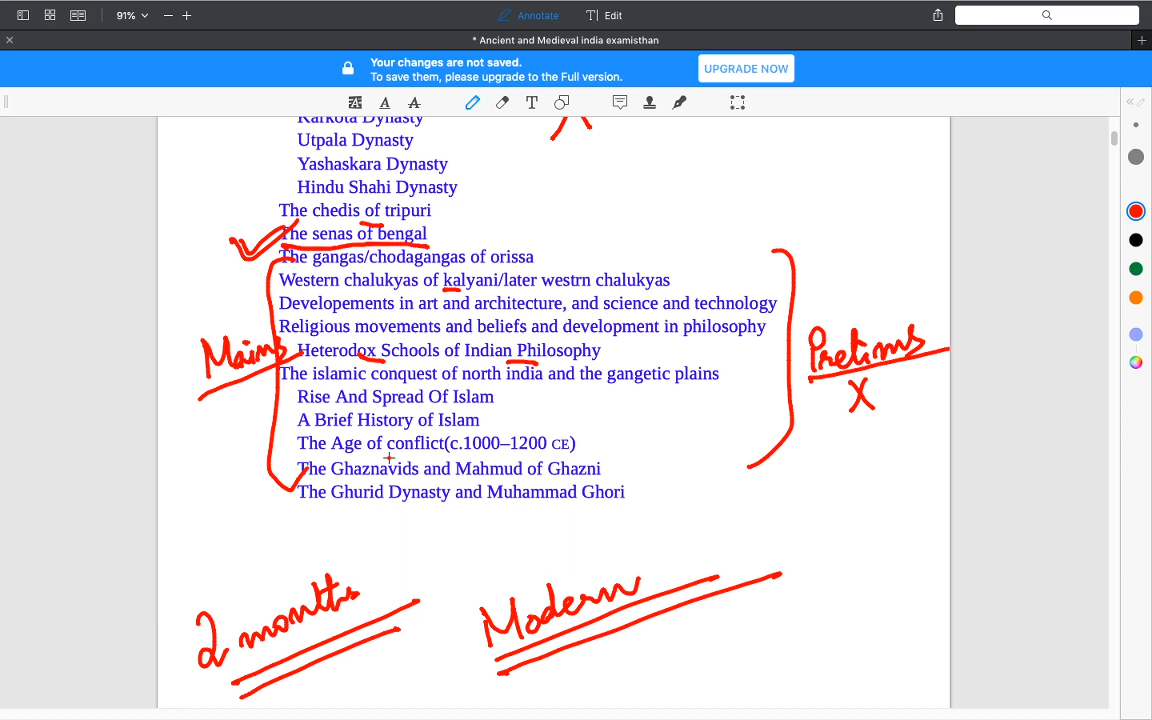 91%
Annotate
Edit
* Ancient and Medieval india examisthan
Your changes are not saved.
To save them, please upgrade to the Full version.
UPGRADE NOW
Karkota Dynasty
Utpala Dynasty
Yashaskara Dynasty
Hindu Shahi Dynasty
The chedis of tripuri
The senas of bengal
The gangas/chodagangas of orissa
Western chalukyas of kalyani/later westrn chalukyas
Developements in art and architecture, and science and technology
Religious movements and beliefs and development in philosophy
Mains
Heterodox Schools of Indian Philosophy
Prelims
X
The islamic conquest of north india and the gangetic plains
Rise And Spread Of Islam
A Brief History of Islam
The Age of conflict(c.1000–1200 CE)
The Ghaznavids and Mahmud of Ghazni
The Ghurid Dynasty and Muhammad Ghori
2 months
Modern